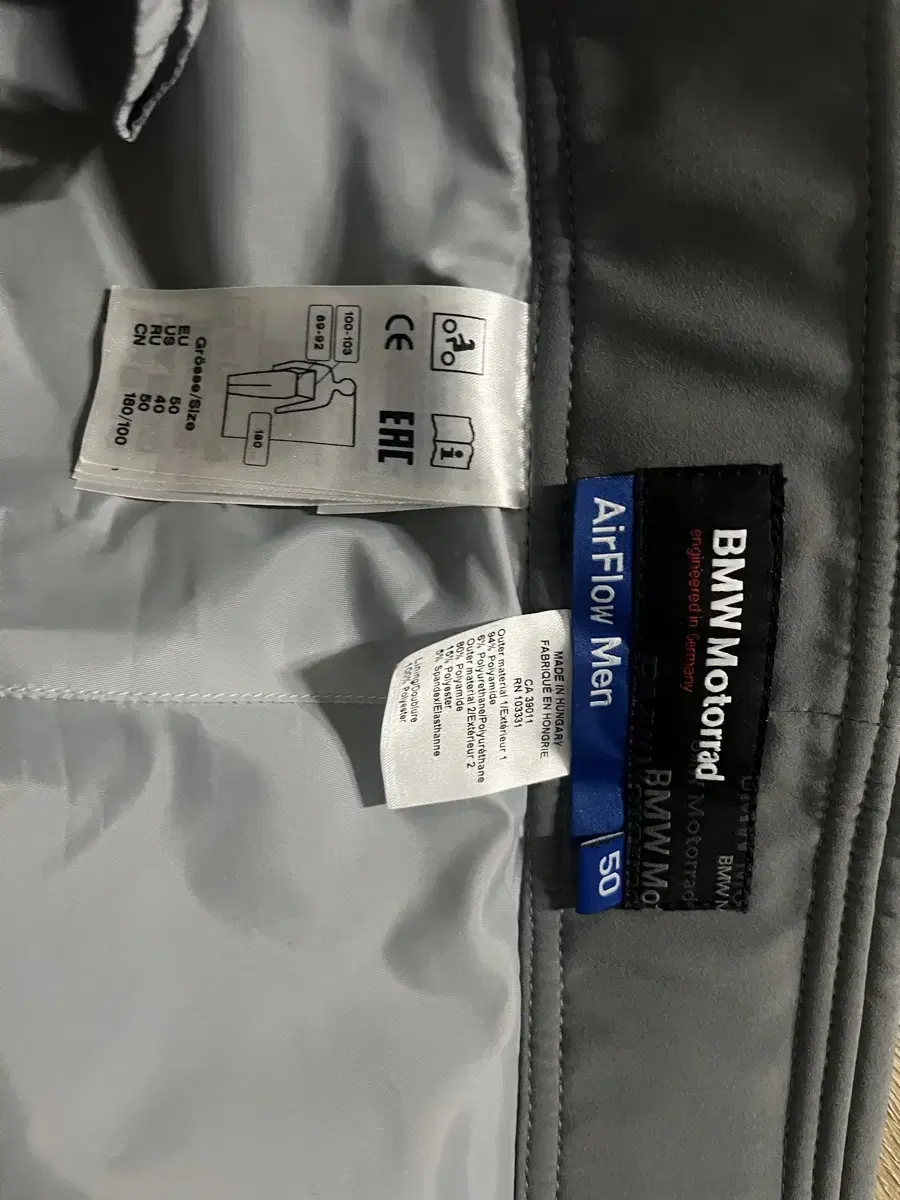 BMW Motorrad
engineered in Germany
AirFlow Men
50
BMW Mo
Motorrad
BMW M
MADE IN HUNGARY
FABRIQUE EN HONGRIE
CA 39011
RN 103331
Outer material 1/Extérieur 1
94% Polyamide
6% Polyurethane/Polyuréthane
Outer material 2/Extérieur 2
80% Polyamide
15% Polyester
5% Spandex/Elasthanne
Lining/Doublure
100% Polyester
CE EAC
i
100-103
89-92
180
Grösse/Size
EU 50
US 40
RU 50
CN 180/100